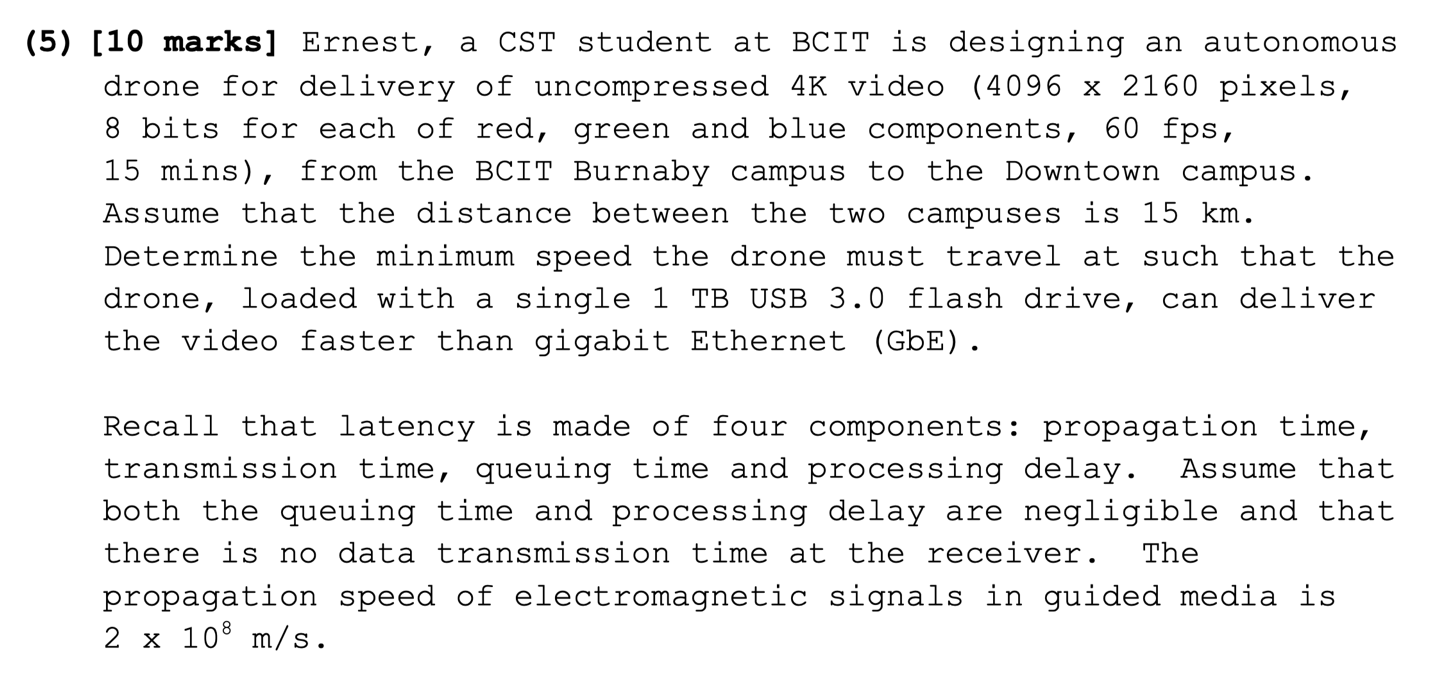 (5) [10 marks] Ernest, a CST student at BCIT is designing an autonomous
drone for delivery of uncompressed 4K video (4096 x 2160 pixels,
8 bits for each of red, green and blue components, 60 fps,
15 mins), from the BCIT Burnaby campus to the Downtown campus.
Assume that the distance between the two campuses is 15 km.
Determine the minimum speed the drone must travel at such that the
drone, loaded with a single 1 TB USB 3.0 flash drive, can deliver
the video faster than gigabit Ethernet (GbE).
Recall that latency is made of four components: propagation time,
transmission time, queuing time and processing delay.  Assume that
both the queuing time and processing delay are negligible and that
there is no data transmission time at the receiver.  The
propagation speed of electromagnetic signals in guided media is
2 x 10⁸ m/s.